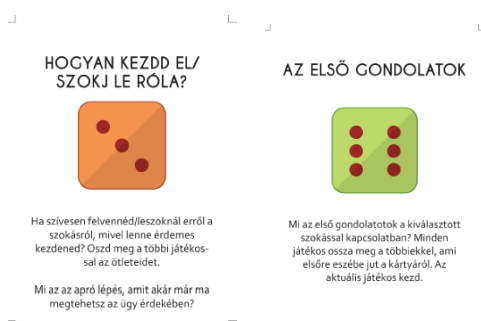 HOGYAN KEZDD EL/
SZOKJ LE RÓLA?
Ha szívesen felvennéd/leszoknál erről a
szokásról, mivel lenne érdemes
kezdened? Oszd meg a többi játékos-
sal az ötleteidet.
Mi az az apró lépés, amit akár már ma
megtehetsz az ügy érdekében?
AZ ELSŐ GONDOLATOK
Mi az első gondolatotok a kiválasztott
szokással kapcsolatban? Minden
játékos ossza meg a többiekkel, ami
elsőre eszébe jut a kártyáról. Az
aktuális játékos kezd.